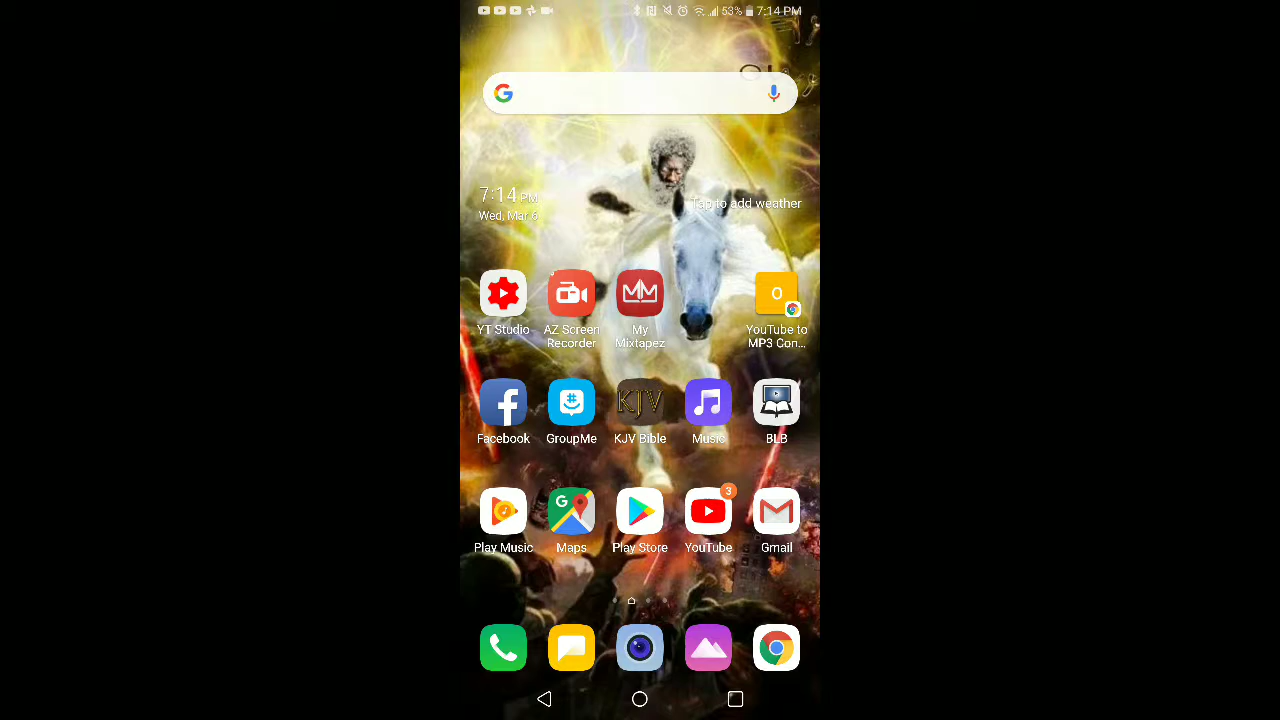 53% 7:14 PM
G
7:14 PM
Wed, Mar 6
Tap to add weather
O
YT Studio
AZ Screen
Recorder
My
Mixtapez
YouTube to
MP3 Con...
f
KJV
Facebook
GroupMe
KJV Bible
Music
BLB
G
3
Play Music
Maps
Play Store
YouTube
Gmail